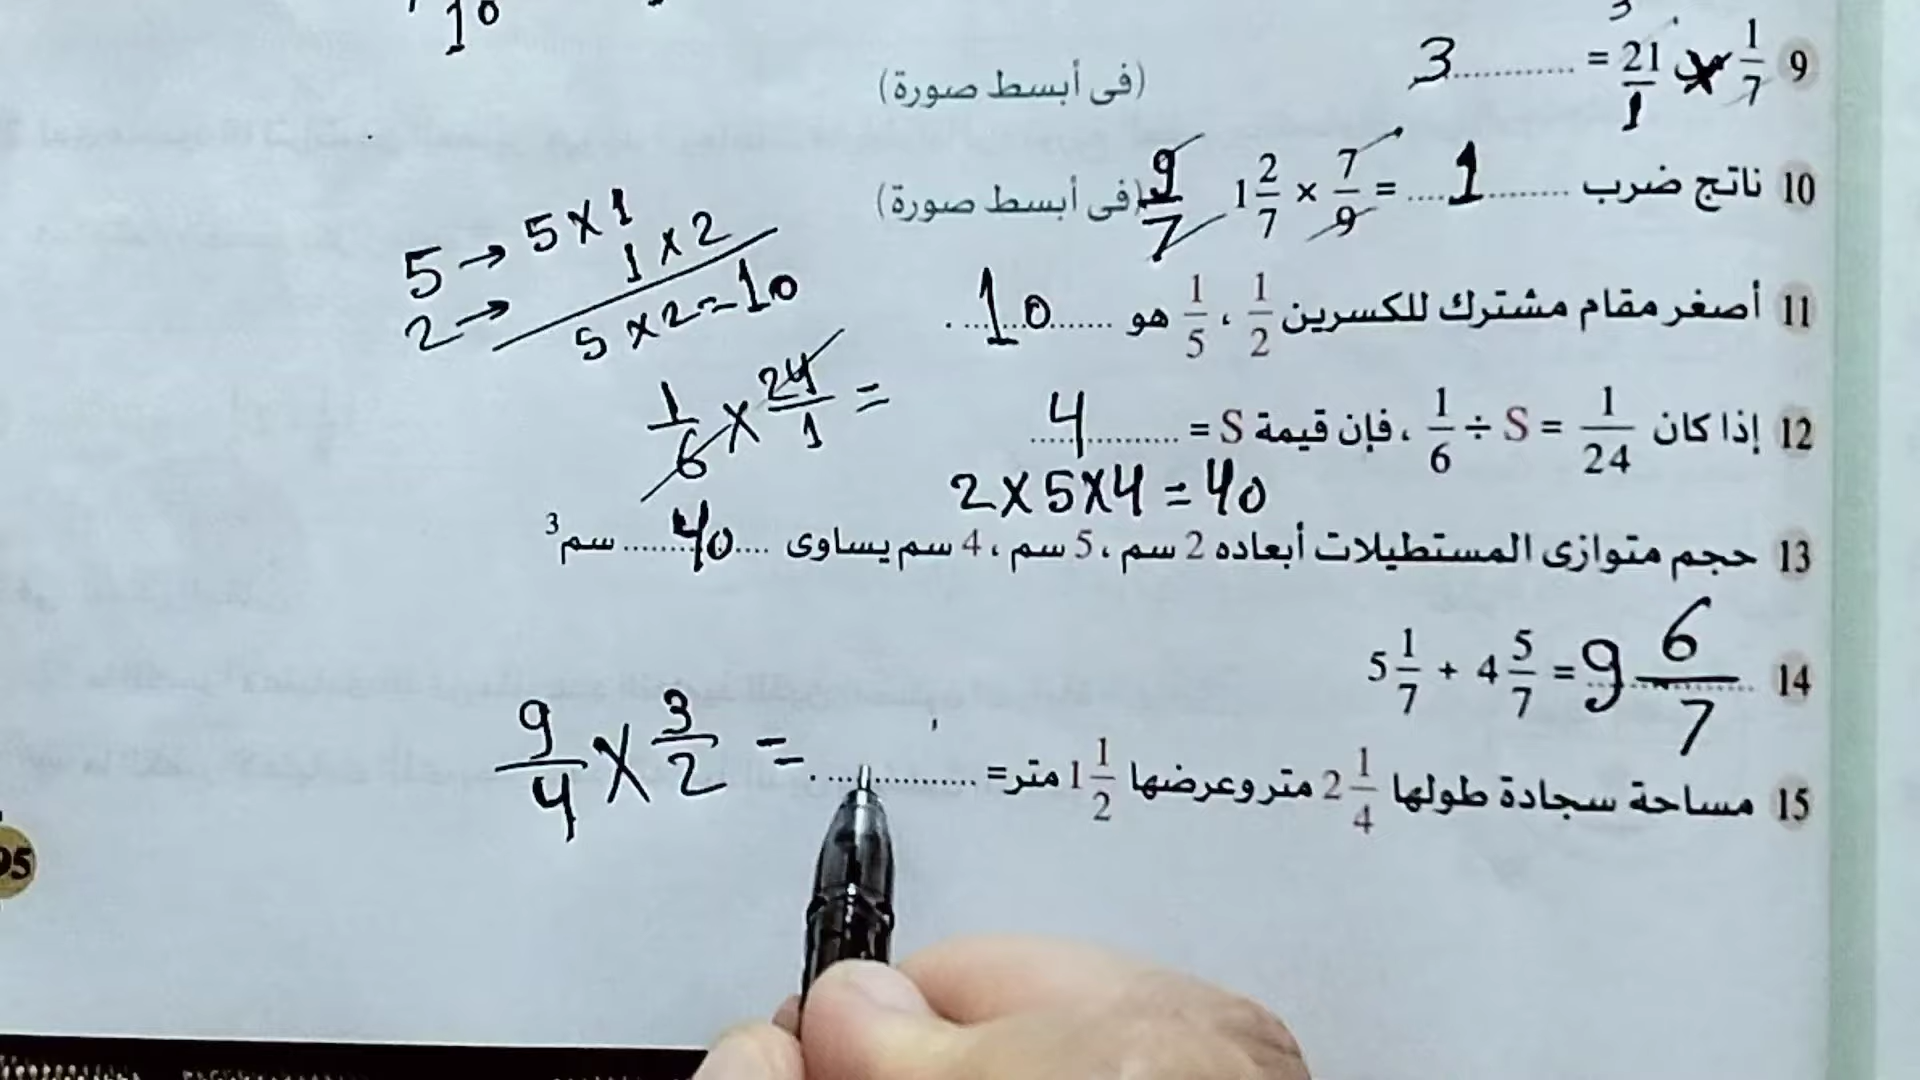 10
9 1/7 × 21/1 = 3 (فى أبسط صورة)
3
10 ناتج ضرب 1 2/7 × 7/9 = 1 (فى أبسط صورة) 9/7
5 → 5 × 1
2 → 1 × 2
5 × 2 = 10
11 أصغر مقام مشترك للكسرين 1/2 ، 1/5 هو 10
1/6 × 24/1 =
12 إذا كان 1/6 ÷ S = 1/24 ، فإن قيمة S = 4
2 × 5 × 4 = 40
13 حجم متوازى المستطيلات أبعاده 2 سم ، 5 سم ، 4 سم يساوى 40 سم³
14 5 1/7 + 4 5/7 = 9 6/7
15 مساحة سجادة طولها 2 1/4 متر وعرضها 1 1/2 متر =
9/4 × 3/2 =
95